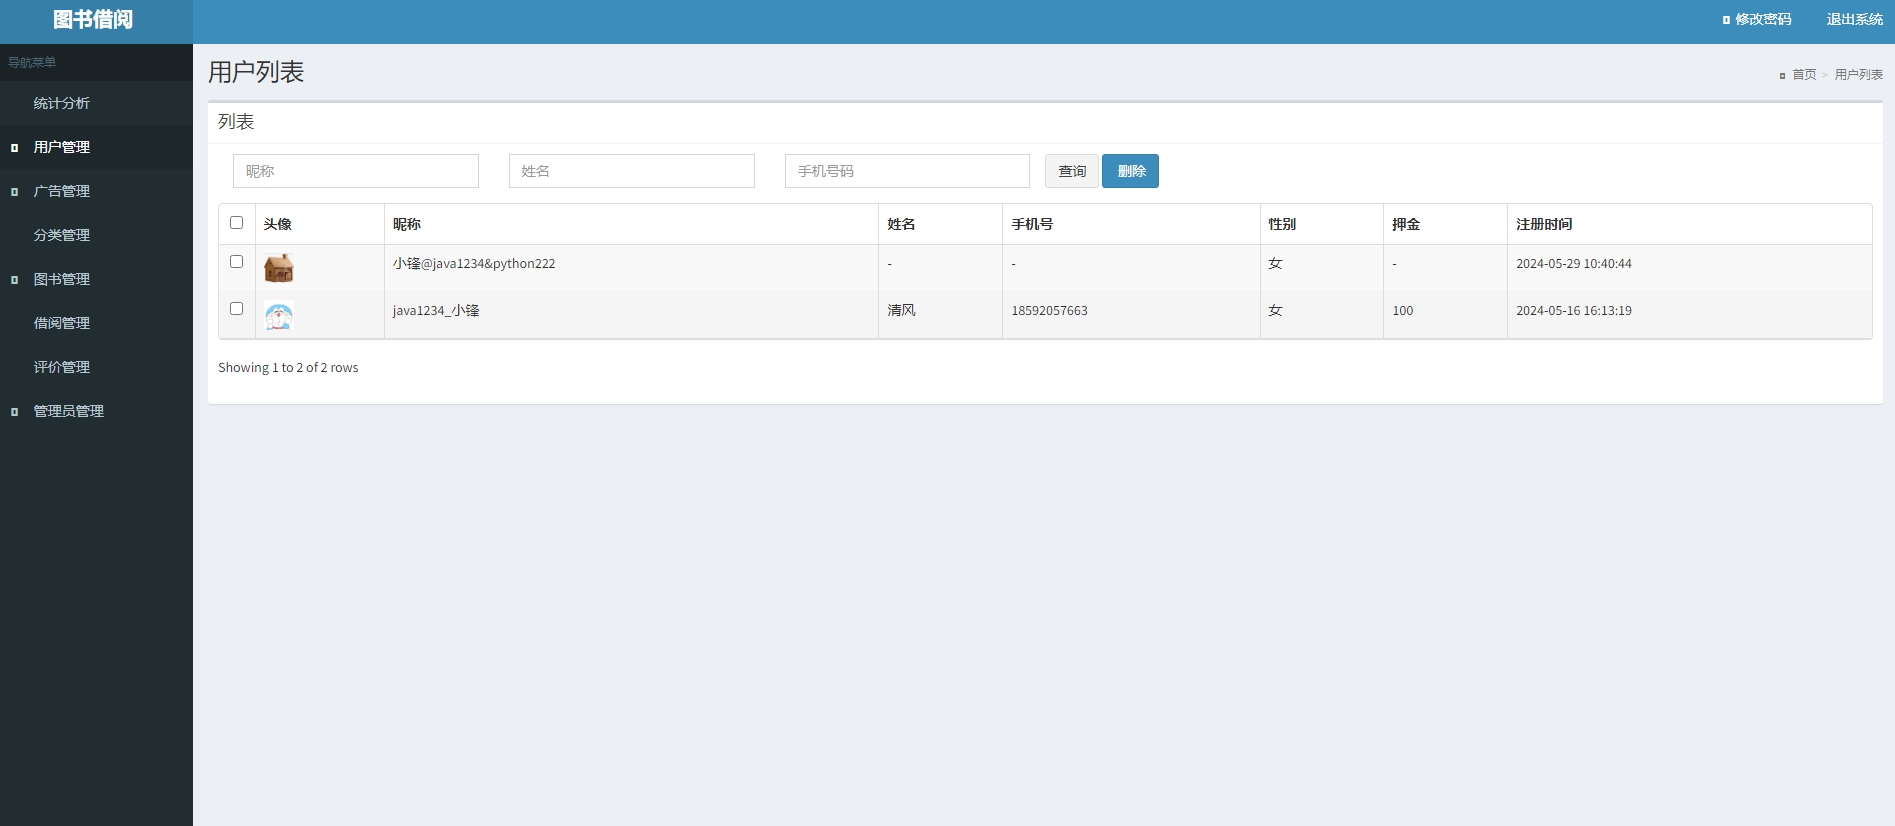 图书借阅
修改密码 退出系统
导航菜单
统计分析
用户管理
广告管理
分类管理
图书管理
借阅管理
评价管理
管理员管理
用户列表
首页 > 用户列表
列表
昵称 姓名 手机号码 查询 删除
头像 昵称 姓名 手机号 性别 押金 注册时间
小锋@java1234&python222 - - 女 - 2024-05-29 10:40:44
java1234_小锋 清风 18592057663 女 100 2024-05-16 16:13:19
Showing 1 to 2 of 2 rows